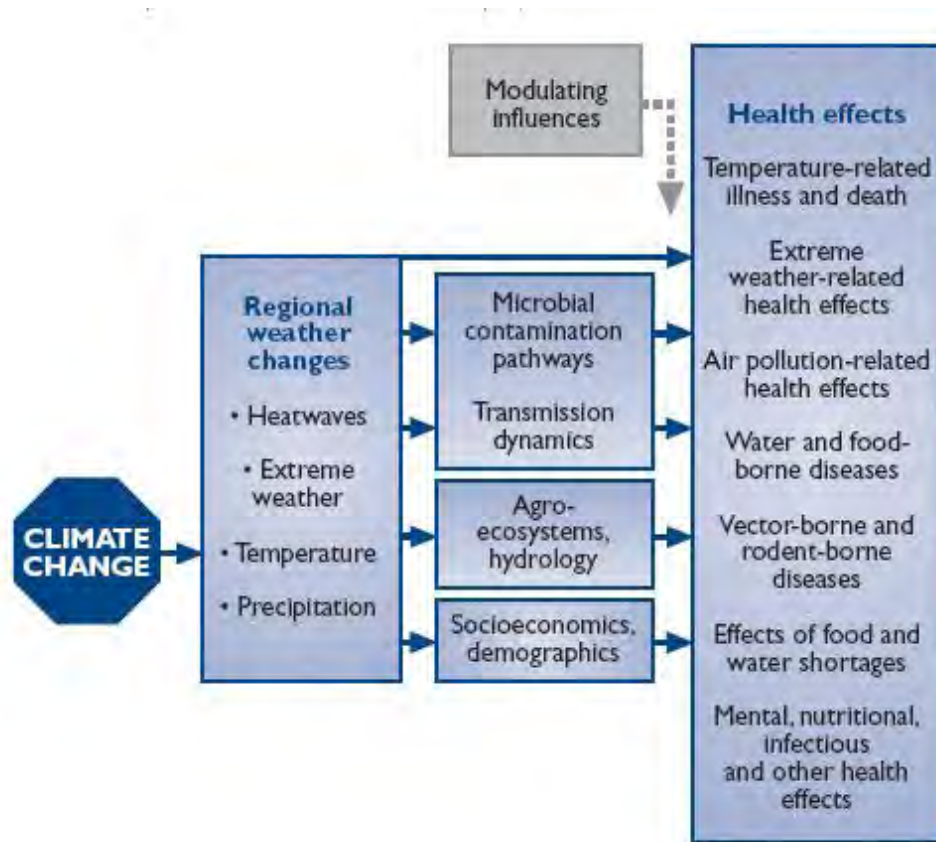 Modulating
influences
Health effects
Temperature-related
illness and death
Extreme
weather-related
health effects
Air pollution-related
health effects
Water and food-
borne diseases
Vector-borne and
rodent-borne
diseases
Effects of food and
water shortages
Mental, nutritional,
infectious
and other health
effects
Regional
weather
changes
• Heatwaves
• Extreme
weather
• Temperature
• Precipitation
Microbial
contamination
pathways
Transmission
dynamics
Agro-
ecosystems,
hydrology
Socioeconomics,
demographics
CLIMATE
CHANGE